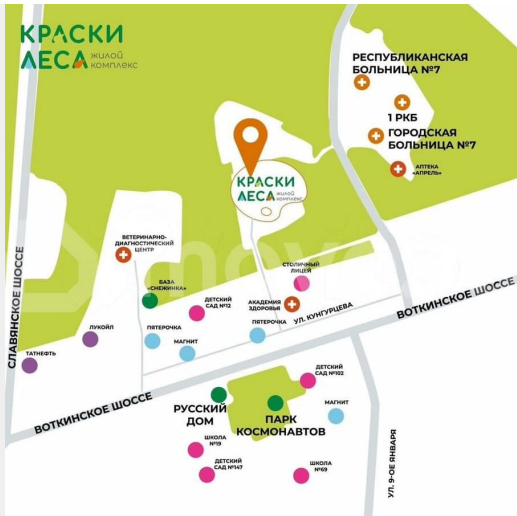 КРАСКИ
ЛЕСА жилой
комплекс
РЕСПУБЛИКАНСКАЯ
БОЛЬНИЦА №7
1 РКБ
ГОРОДСКАЯ
БОЛЬНИЦА №7
АПТЕКА
«АПРЕЛЬ»
КРАСКИ
ЛЕСА жилой
комплекс
ВЕТЕРИНАРНО-
ДИАГНОСТИЧЕСКИЙ
ЦЕНТР
СТОЛИЧНЫЙ
ЛИЦЕЙ
СЛАВЯНСКОЕ ШОССЕ
БАЗА
«СНЕЖИНКА»
ДЕТСКИЙ
САД №12
АКАДЕМИЯ
ЗДОРОВЬЯ
УЛ. КУНГУРЦЕВА
ВОТКИНСКОЕ ШОССЕ
ЛУКОЙЛ
ПЯТЕРОЧКА
ПЯТЕРОЧКА
ТАТНЕФТЬ
МАГНИТ
ДЕТСКИЙ
САД №102
ВОТКИНСКОЕ ШОССЕ
РУССКИЙ
ДОМ
ПАРК
КОСМОНАВТОВ
МАГНИТ
ШКОЛА
№19
ДЕТСКИЙ
САД №147
ШКОЛА
№69
УЛ. 9-ОЕ ЯНВАРЯ